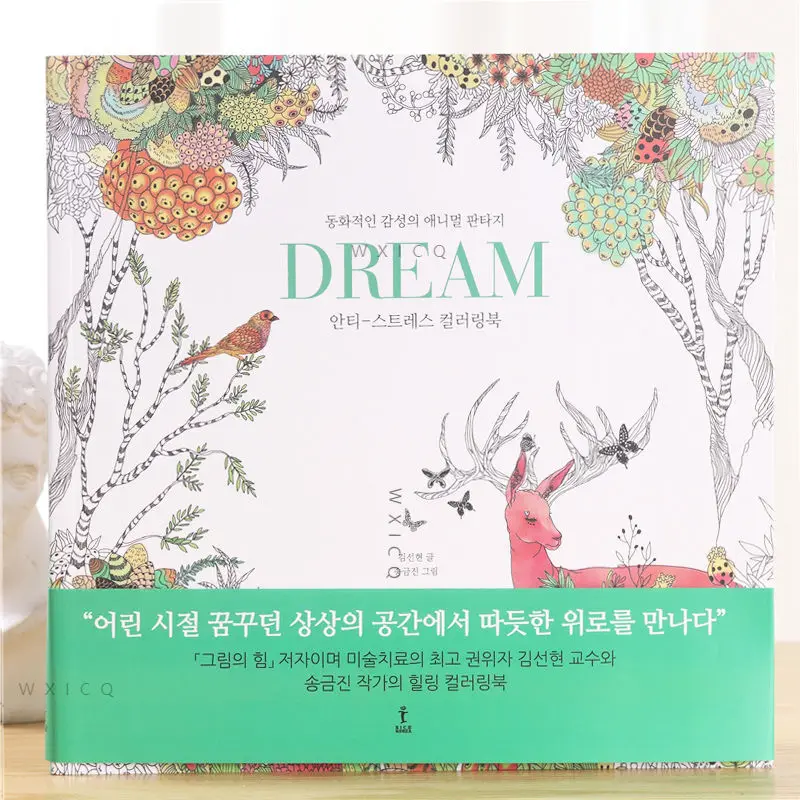 동화적인 감성의 애니멀 판타지
WXICQ
DREAM
안티-스트레스 컬러링북
WXICQ
김선현 글
송금진 그림
“어린 시절 꿈꾸던 상상의 공간에서 따듯한 위로를 만나다”
「그림의 힘」 저자이며 미술치료의 최고 권위자 김선현 교수와
송금진 작가의 힐링 컬러링북
WXICQ